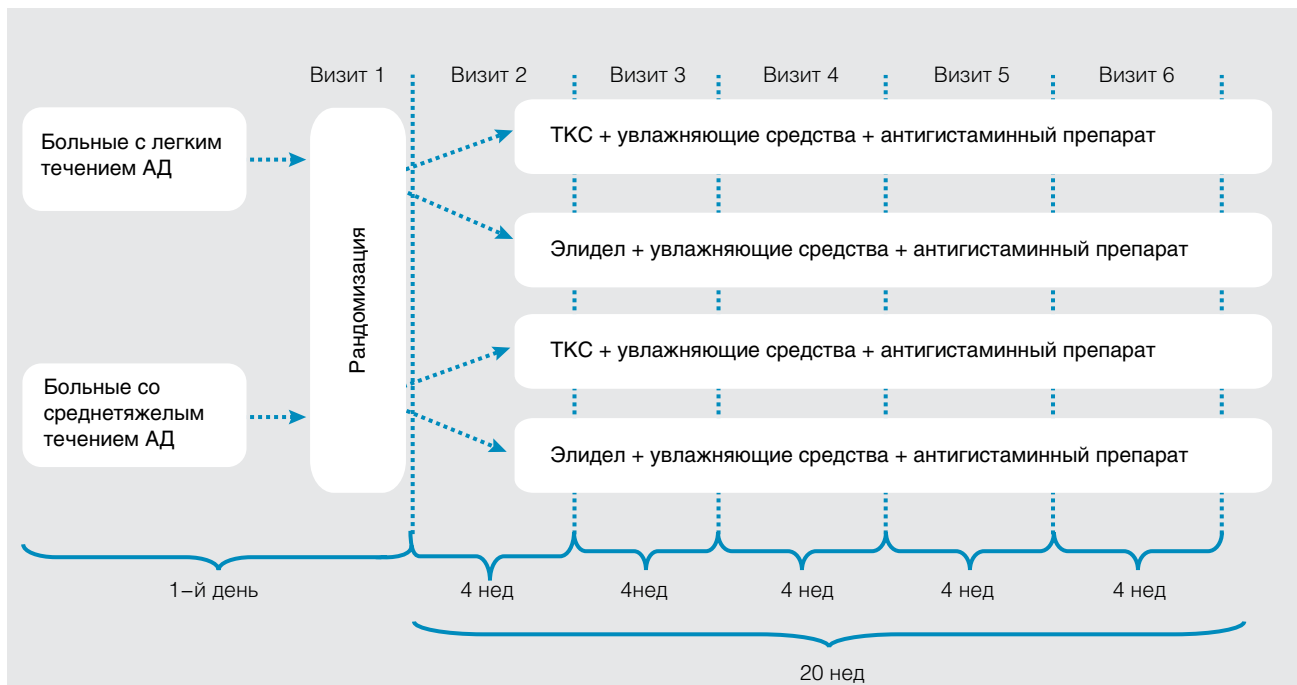 Визит 1 Визит 2 Визит 3 Визит 4 Визит 5 Визит 6
Больные с легким
течением АД
Рандомизация
ТКС + увлажняющие средства + антигистаминный препарат
Элидел + увлажняющие средства + антигистаминный препарат
Больные со
среднетяжелым
течением АД
ТКС + увлажняющие средства + антигистаминный препарат
Элидел + увлажняющие средства + антигистаминный препарат
1–й день 4 нед 4нед 4 нед 4 нед 4 нед
20 нед